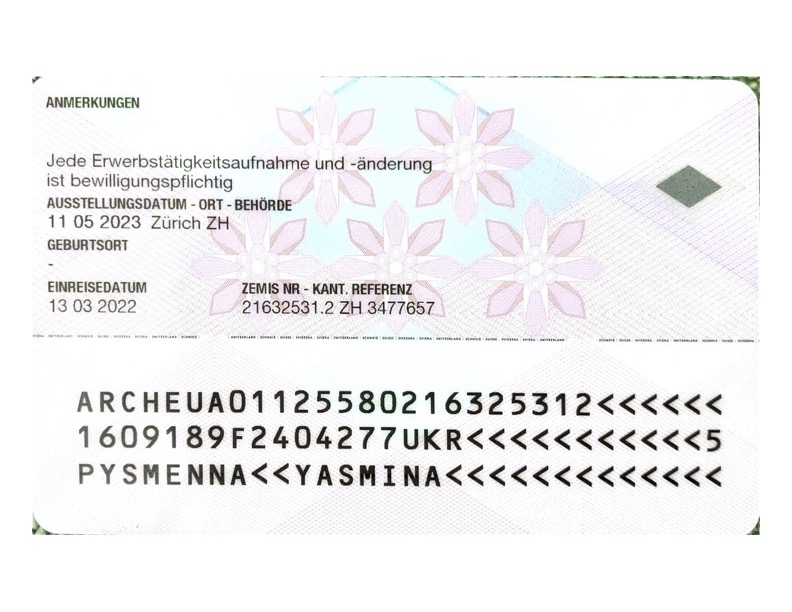 ANMERKUNGEN
Jede Erwerbstätigkeitsaufnahme und -änderung
ist bewilligungspflichtig
AUSSTELLUNGSDATUM - ORT - BEHÖRDE
11 05 2023 Zürich ZH
GEBURTSORT
-
EINREISEDATUM ZEMIS NR - KANT. REFERENZ
13 03 2022 21632531.2 ZH 3477657
ARCHEUA01125580216325312<<<<<<
1609189F2404277UKR<<<<<<<<<<<5
PYSMENNA<<YASMINA<<<<<<<<<<<<<